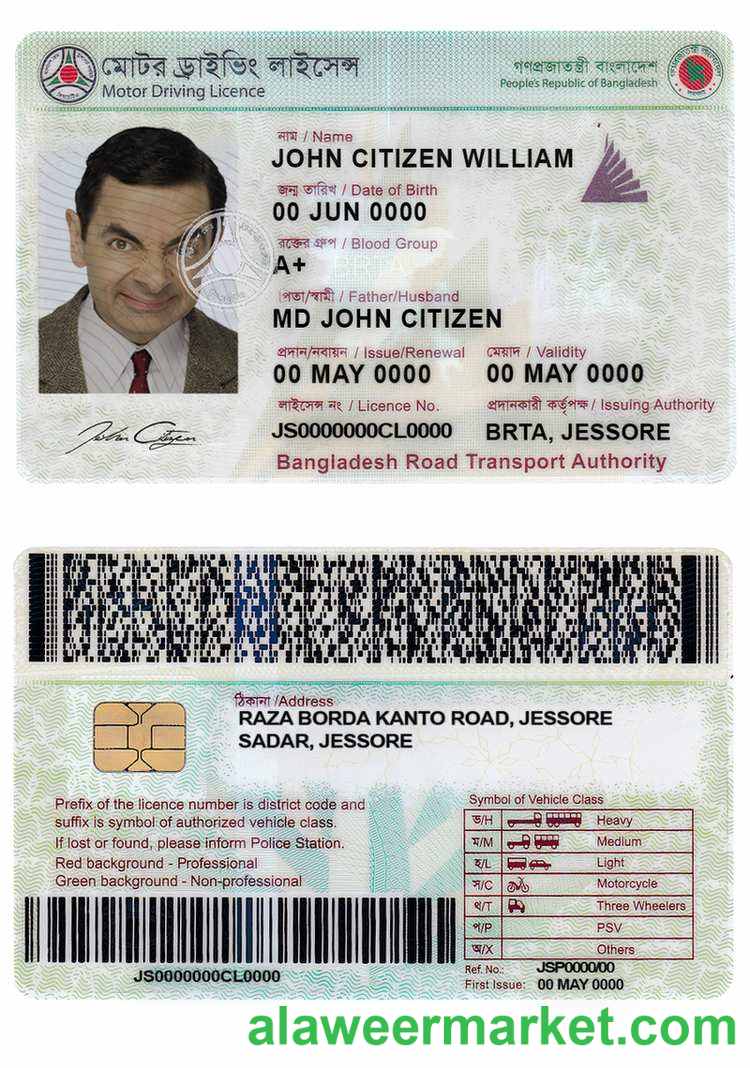 মোটর ড্রাইভিং লাইসেন্স
Motor Driving Licence
গণপ্রজাতন্ত্রী বাংলাদেশ
People's Republic of Bangladesh
নাম / Name
JOHN CITIZEN WILLIAM
জন্ম তারিখ / Date of Birth
00 JUN 0000
রক্তের গ্রুপ / Blood Group
A+
BRTA
পিতা/স্বামী / Father/Husband
MD JOHN CITIZEN
প্রদান/নবায়ন / Issue/Renewal মেয়াদ / Validity
00 MAY 0000 00 MAY 0000
লাইসেন্স নং / Licence No. প্রদানকারী কর্তৃপক্ষ / Issuing Authority
JS0000000CL0000 BRTA, JESSORE
Bangladesh Road Transport Authority
John Citizen
ঠিকানা /Address
RAZA BORDA KANTO ROAD, JESSORE
SADAR, JESSORE
Prefix of the licence number is district code and
suffix is symbol of authorized vehicle class.
If lost or found, please inform Police Station.
Red background - Professional
Green background - Non-professional
JS0000000CL0000
Symbol of Vehicle Class
ভ/H Heavy
ম/M Medium
হ/L Light
স/C Motorcycle
থ/T Three Wheelers
প/P PSV
অ/X Others
Ref. No.: JSP0000/00
First Issue: 00 MAY 0000
alaweermarket.com